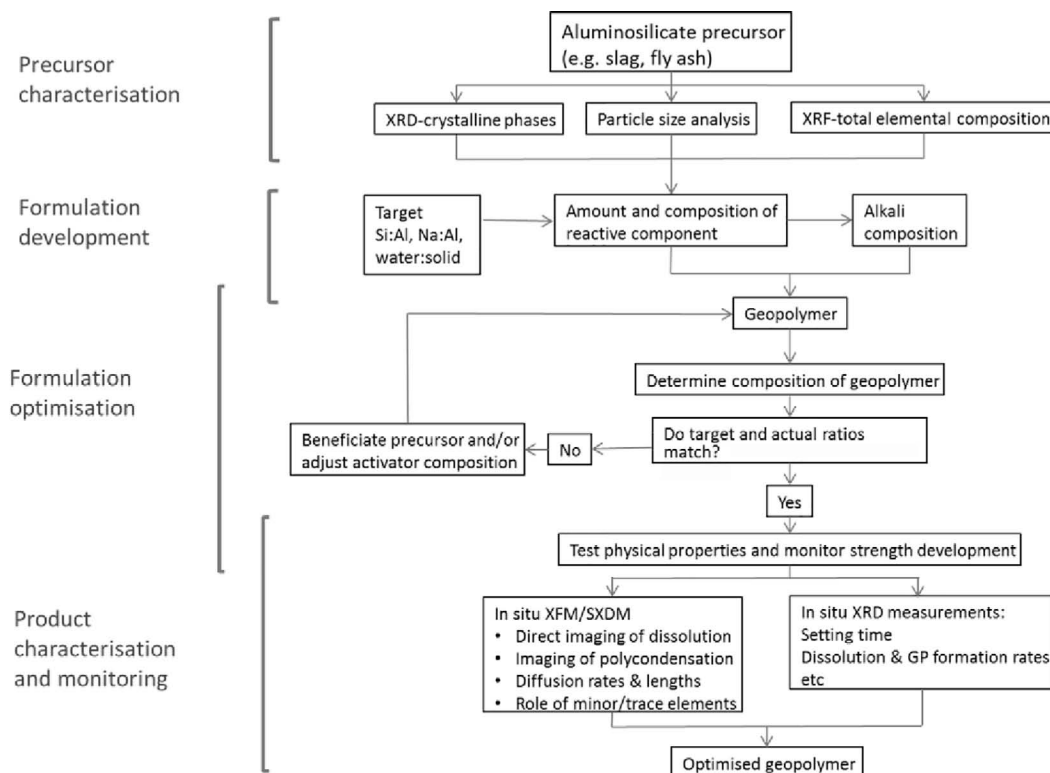 Precursor
characterisation
Aluminosilicate precursor
(e.g. slag, fly ash)
XRD-crystalline phases
Particle size analysis
XRF-total elemental composition
Formulation
development
Target
Si:Al, Na:Al,
water:solid
Amount and composition of
reactive component
Alkali
composition
Geopolymer
Formulation
optimisation
Determine composition of geopolymer
Beneficiate precursor and/or
adjust activator composition
No
Do target and actual ratios
match?
Yes
Test physical properties and monitor strength development
Product
characterisation
and monitoring
In situ XFM/SXDM
• Direct imaging of dissolution
• Imaging of polycondensation
• Diffusion rates & lengths
• Role of minor/trace elements
In situ XRD measurements:
Setting time
Dissolution & GP formation rates
etc
Optimised geopolymer